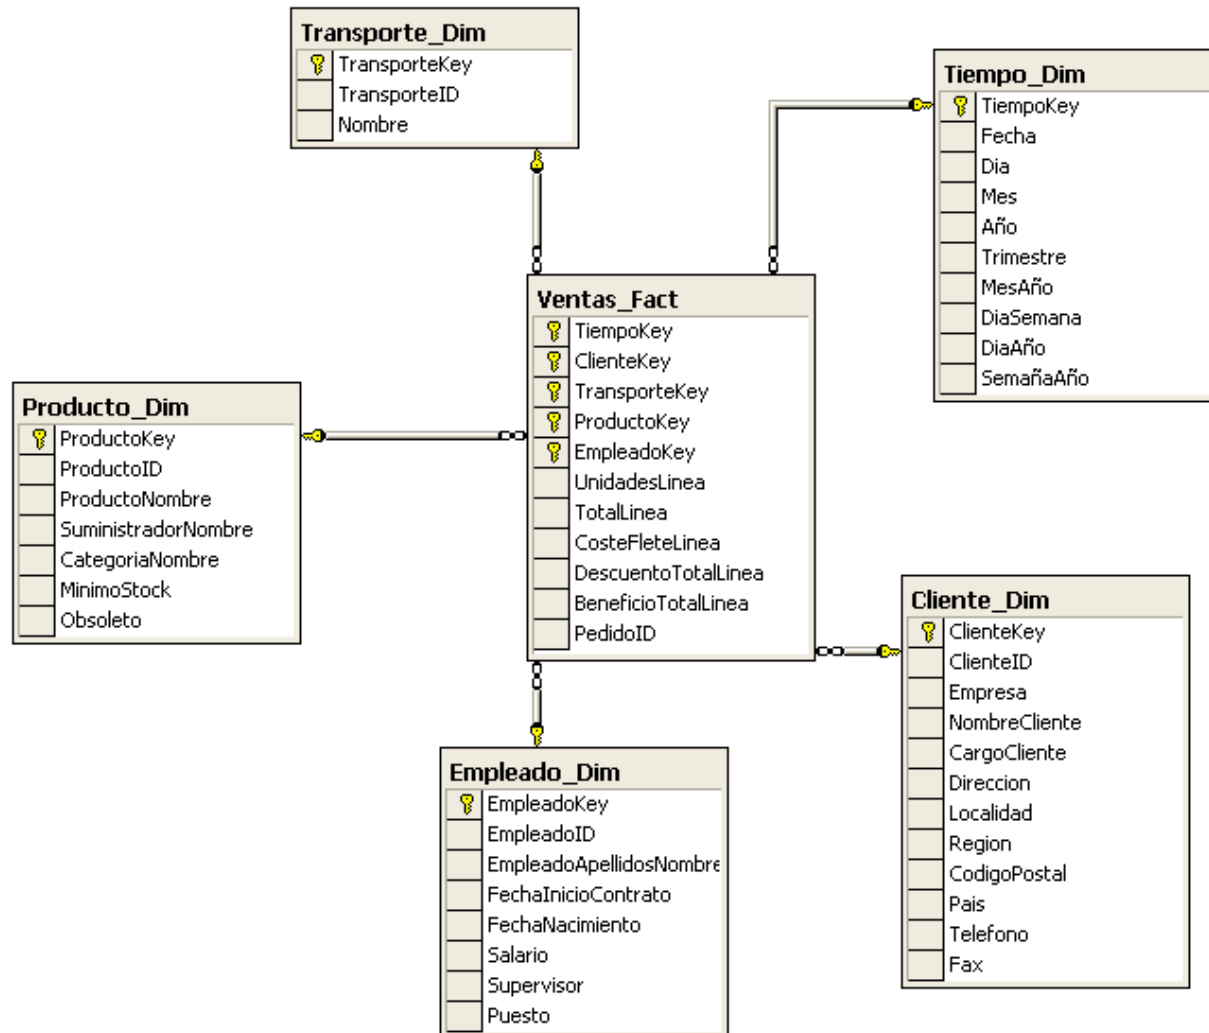 Transporte_Dim
TransporteKey
TransporteID
Nombre
Tiempo_Dim
TiempoKey
Fecha
Dia
Mes
Año
Trimestre
MesAño
DiaSemana
DiaAño
SemañaAño
Ventas_Fact
TiempoKey
ClienteKey
TransporteKey
ProductoKey
EmpleadoKey
UnidadesLinea
TotalLinea
CosteFleteLinea
DescuentoTotalLinea
BeneficioTotalLinea
PedidoID
Producto_Dim
ProductoKey
ProductoID
ProductoNombre
SuministradorNombre
CategoriaNombre
MinimoStock
Obsoleto
Cliente_Dim
ClienteKey
ClienteID
Empresa
NombreCliente
CargoCliente
Direccion
Localidad
Region
CodigoPostal
Pais
Telefono
Fax
Empleado_Dim
EmpleadoKey
EmpleadoID
EmpleadoApellidosNombre
FechaInicioContrato
FechaNacimiento
Salario
Supervisor
Puesto